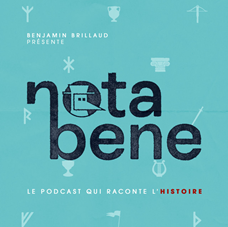 BENJAMIN BRILLAUD
PRÉSENTE
nota
bene
LE PODCAST QUI RACONTE L'HISTOIRE